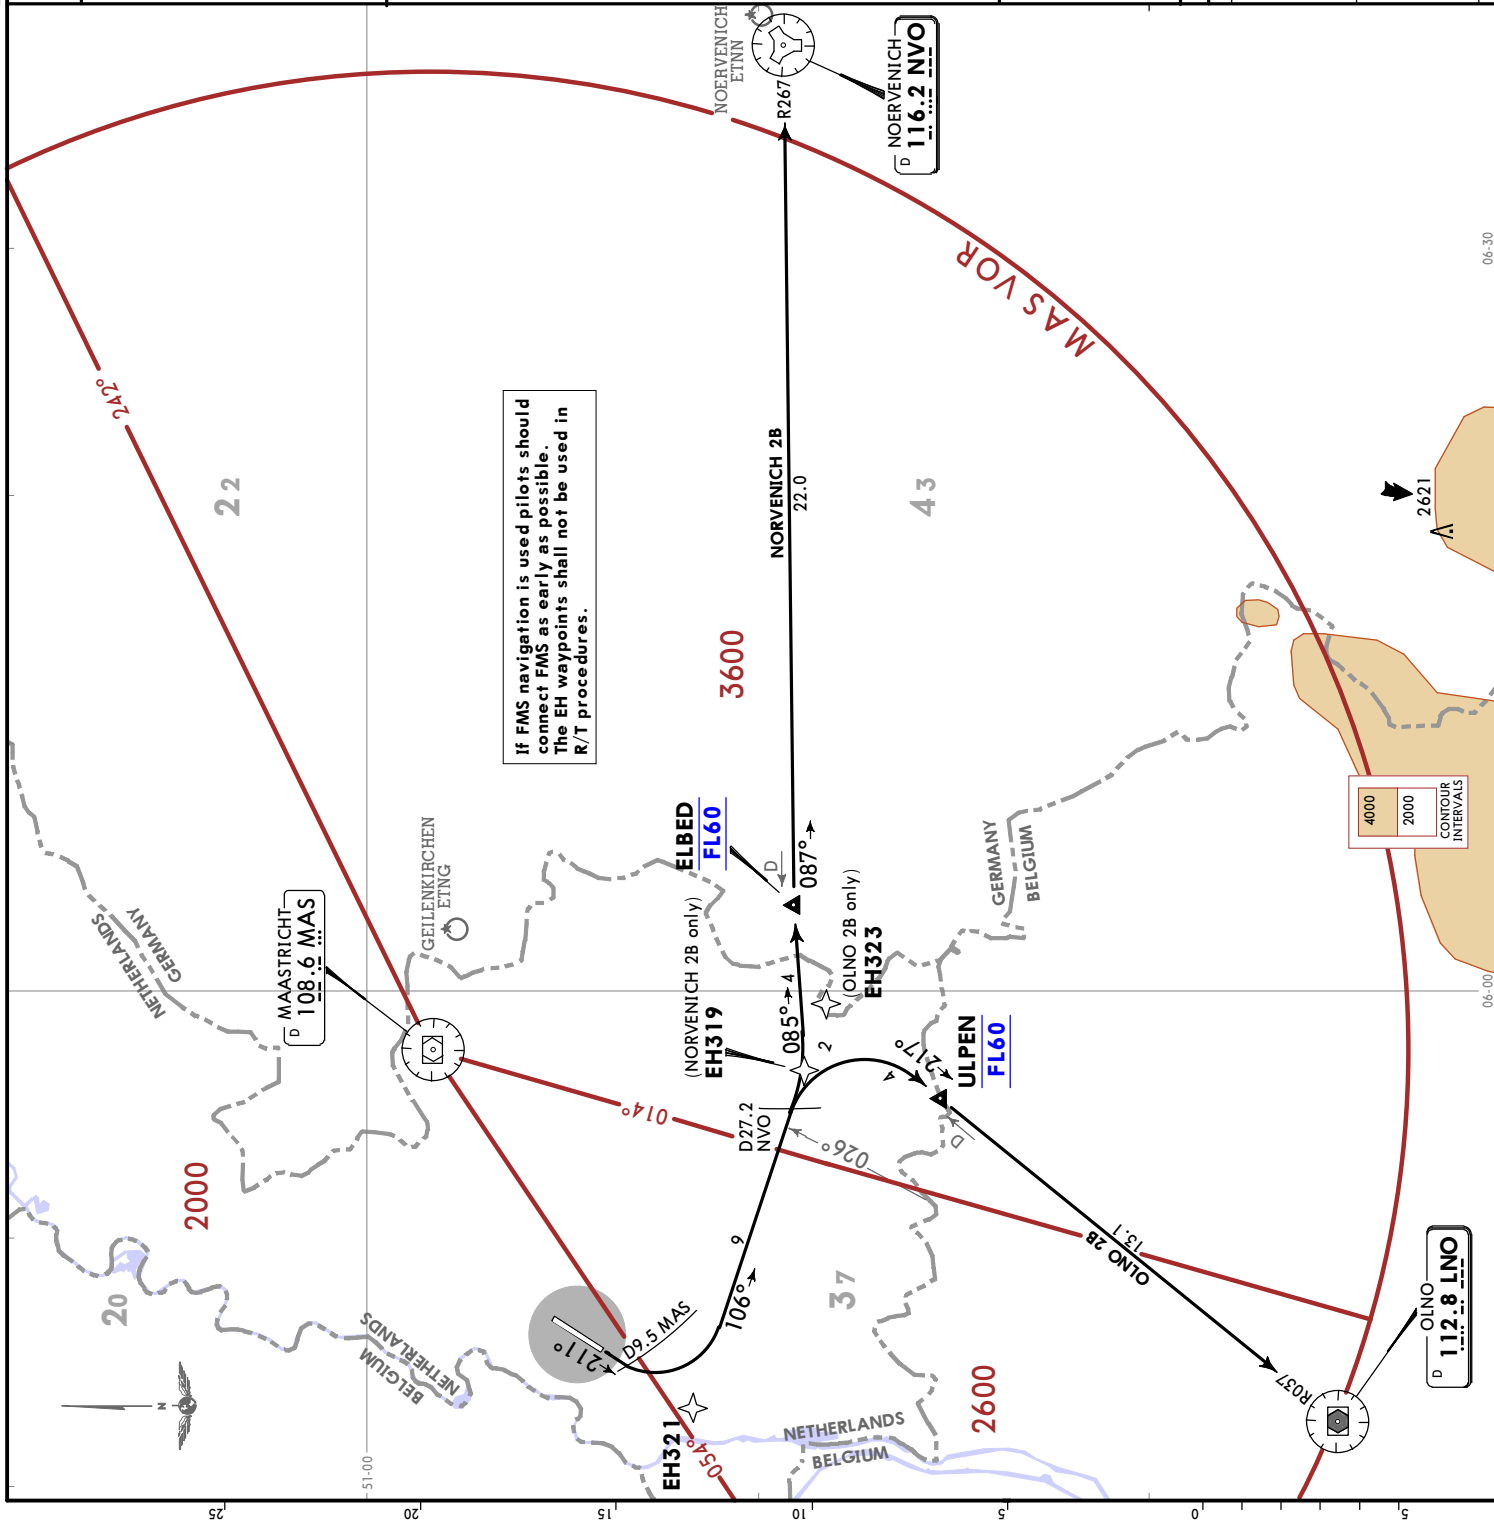 NOERVENICH
ETNN
R267
D
NOERVENICH
116.2 NVO
242°
22
If FMS navigation is used pilots should
connect FMS as early as possible.
The EH waypoints shall not be used in
R/T procedures.
NORVENICH 2B
22.0
MAS VOR
43
06-30
2621
3600
NETHERLANDS
GERMANY
GEILENKIRCHEN
ETNG
D
MAASTRICHT
108.6 MAS
ELBED
FL60
D
087°
(NORVENICH 2B only)
EH319
085°
4
2
(OLNO 2B only)
EH323
GERMANY
BELGIUM
4000
2000
CONTOUR
INTERVALS
06-00
217°
4
ULPEN
FL60
D
D27.2
NVO
014°
026°
2000
20
NETHERLANDS
BELGIUM
N
211°
D9.5 MAS
106°
9
37
OLNO 2B
13.1
EH321
054°
51-00
NETHERLANDS
BELGIUM
2600
R037
D
OLNO
112.8 LNO
25
20
15
10
5
0
5